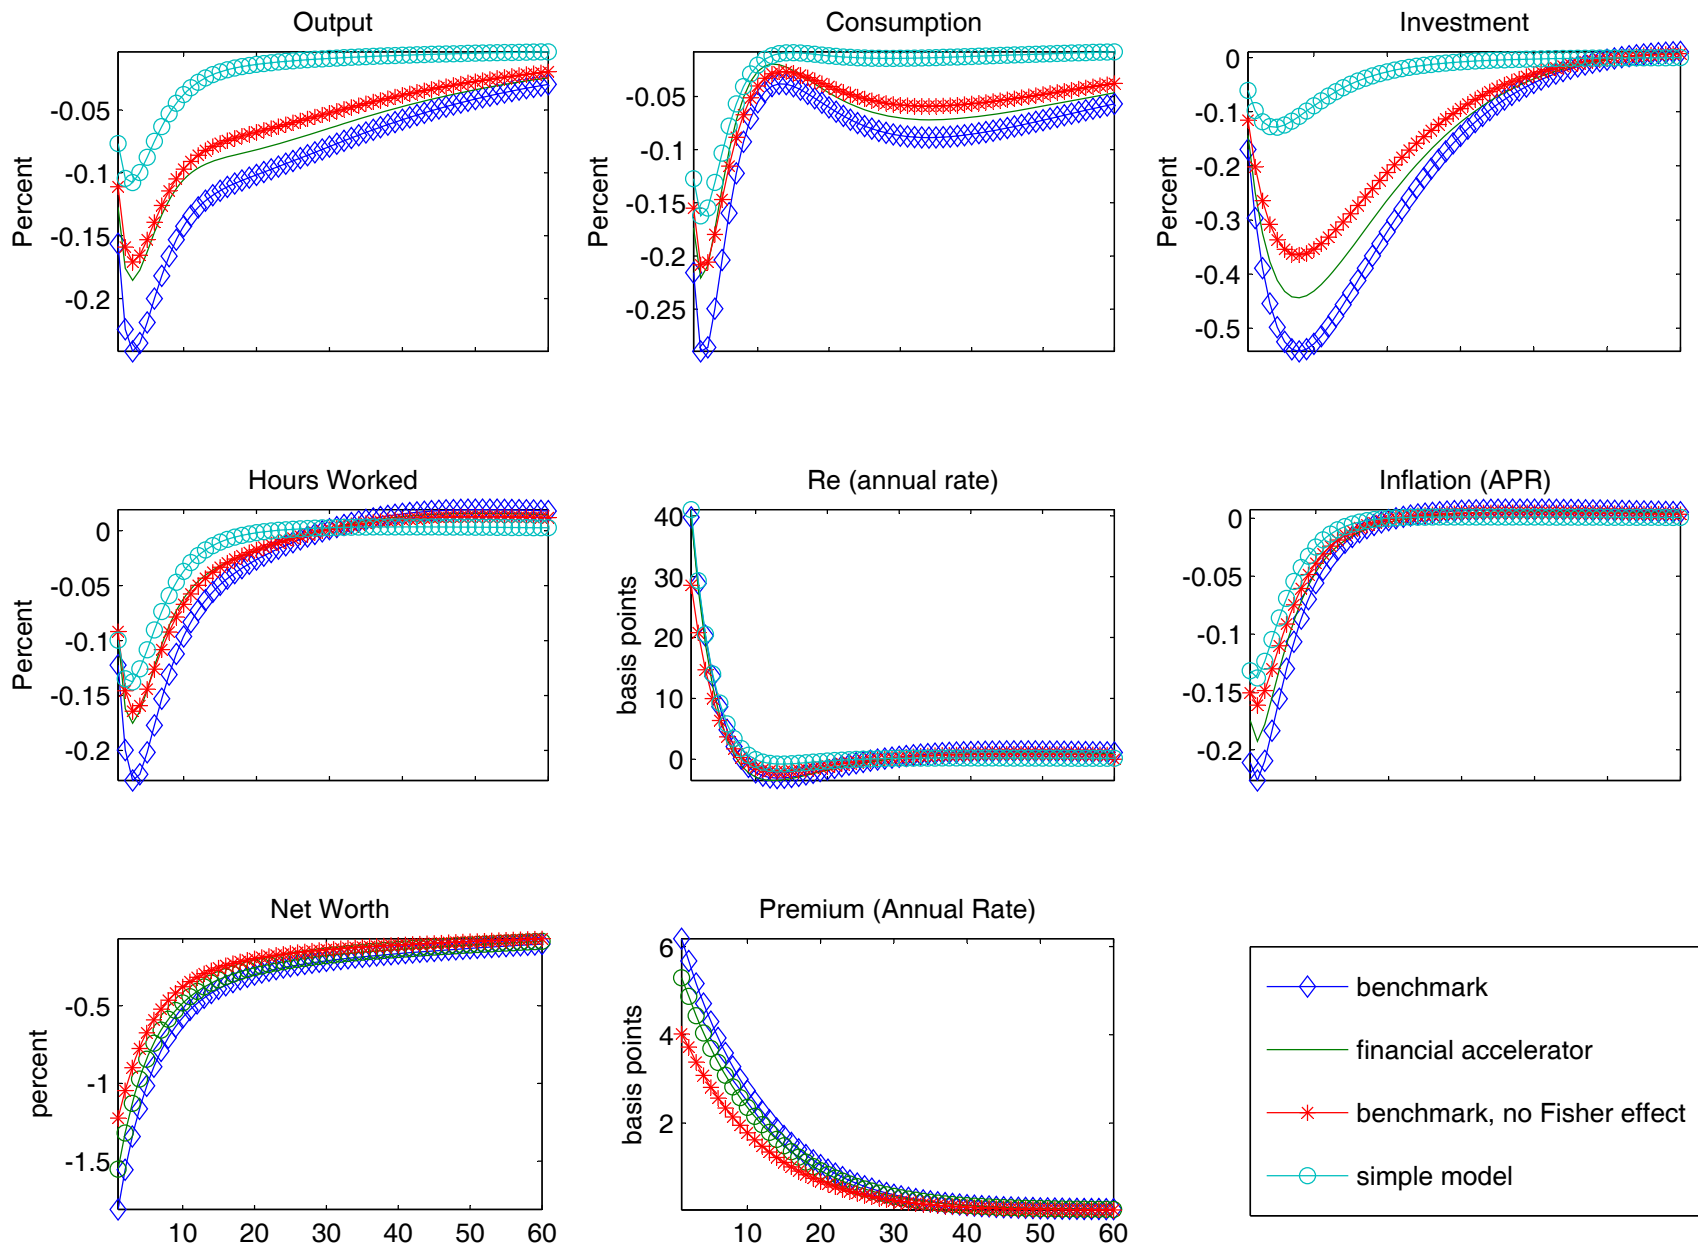 Output
Percent
-0.05
-0.1
-0.15
-0.2
Consumption
Percent
-0.05
-0.1
-0.15
-0.2
-0.25
Investment
Percent
0
-0.1
-0.2
-0.3
-0.4
-0.5
Hours Worked
Percent
0
-0.05
-0.1
-0.15
-0.2
Re (annual rate)
basis points
40
30
20
10
0
Inflation (APR)
0
-0.05
-0.1
-0.15
-0.2
Net Worth
percent
-0.5
-1
-1.5
10 20 30 40 50 60
Premium (Annual Rate)
basis points
6
4
2
10 20 30 40 50 60
benchmark
financial accelerator
benchmark, no Fisher effect
simple model